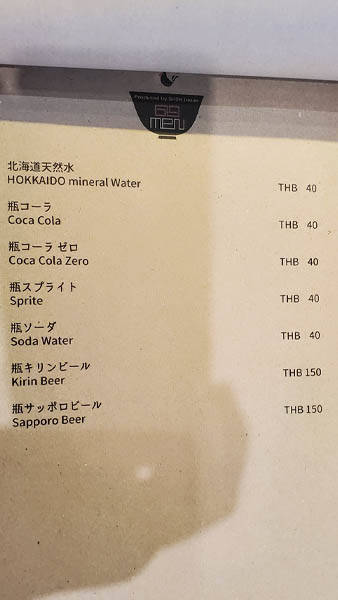 69
men
北海道天然水
HOKKAIDO mineral Water THB 40
瓶コーラ
Coca Cola THB 40
瓶コーラ ゼロ
Coca Cola Zero THB 40
瓶スプライト
Sprite THB 40
瓶ソーダ
Soda Water THB 40
瓶キリンビール
Kirin Beer THB 150
瓶サッポロビール
Sapporo Beer THB 150